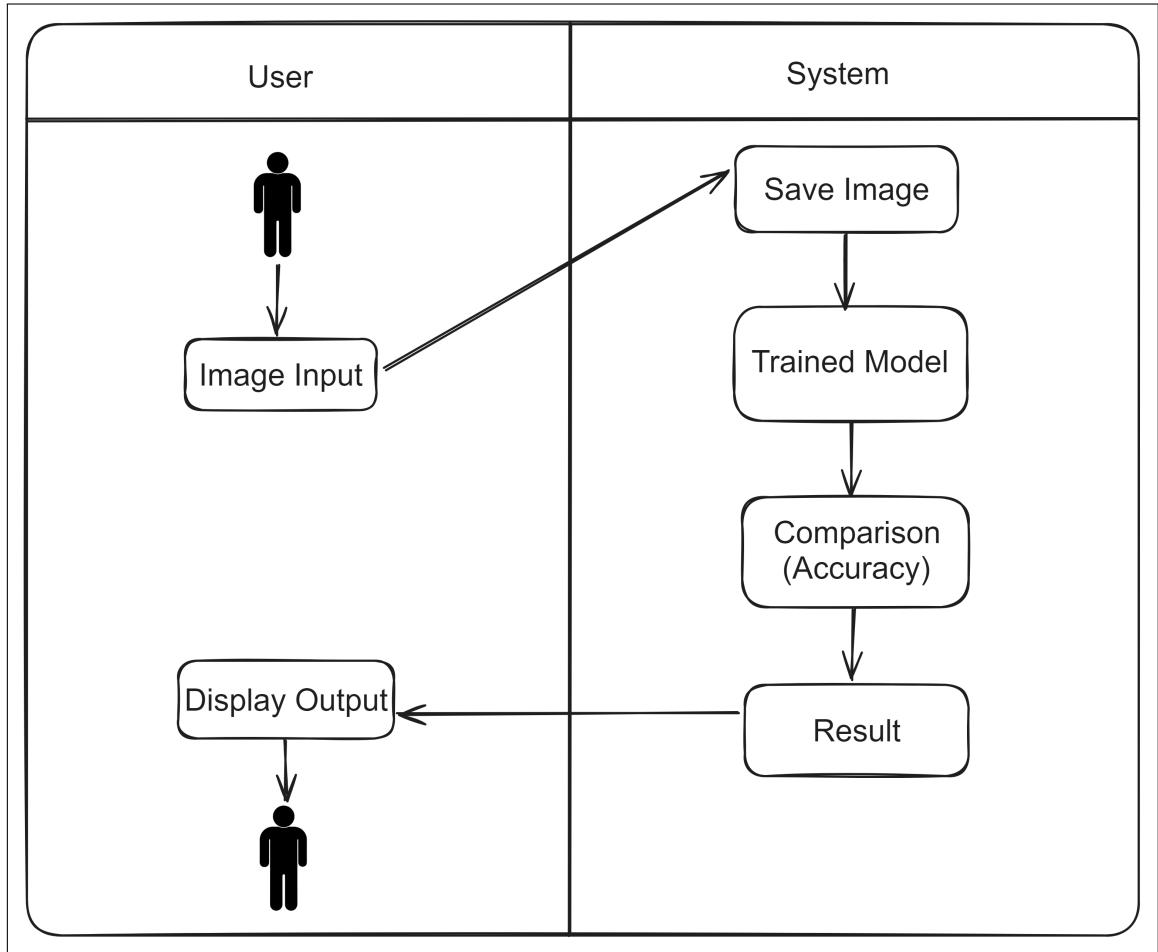 User
System
Image Input
Save Image
Trained Model
Comparison
(Accuracy)
Result
Display Output